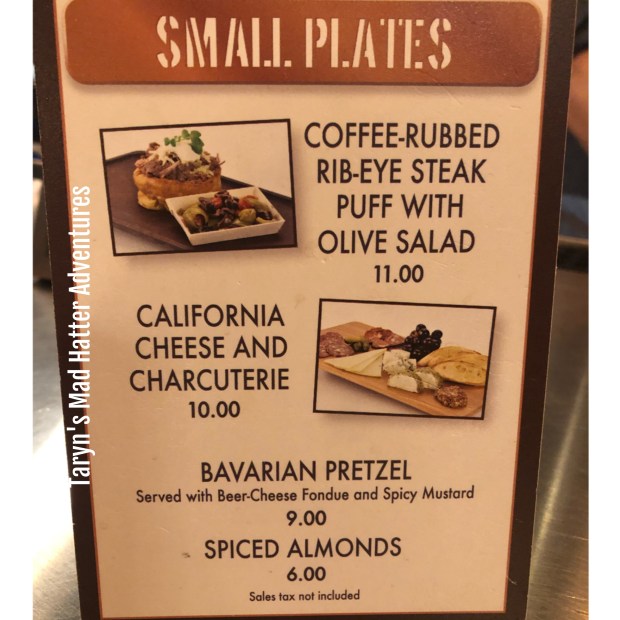 SMALL PLATES
COFFEE-RUBBED
RIB-EYE STEAK
PUFF WITH
OLIVE SALAD
11.00
CALIFORNIA
CHEESE AND
CHARCUTERIE
10.00
BAVARIAN PRETZEL
Served with Beer-Cheese Fondue and Spicy Mustard
9.00
SPICED ALMONDS
6.00
Sales tax not included
Taryn's Mad Hatter Adventures